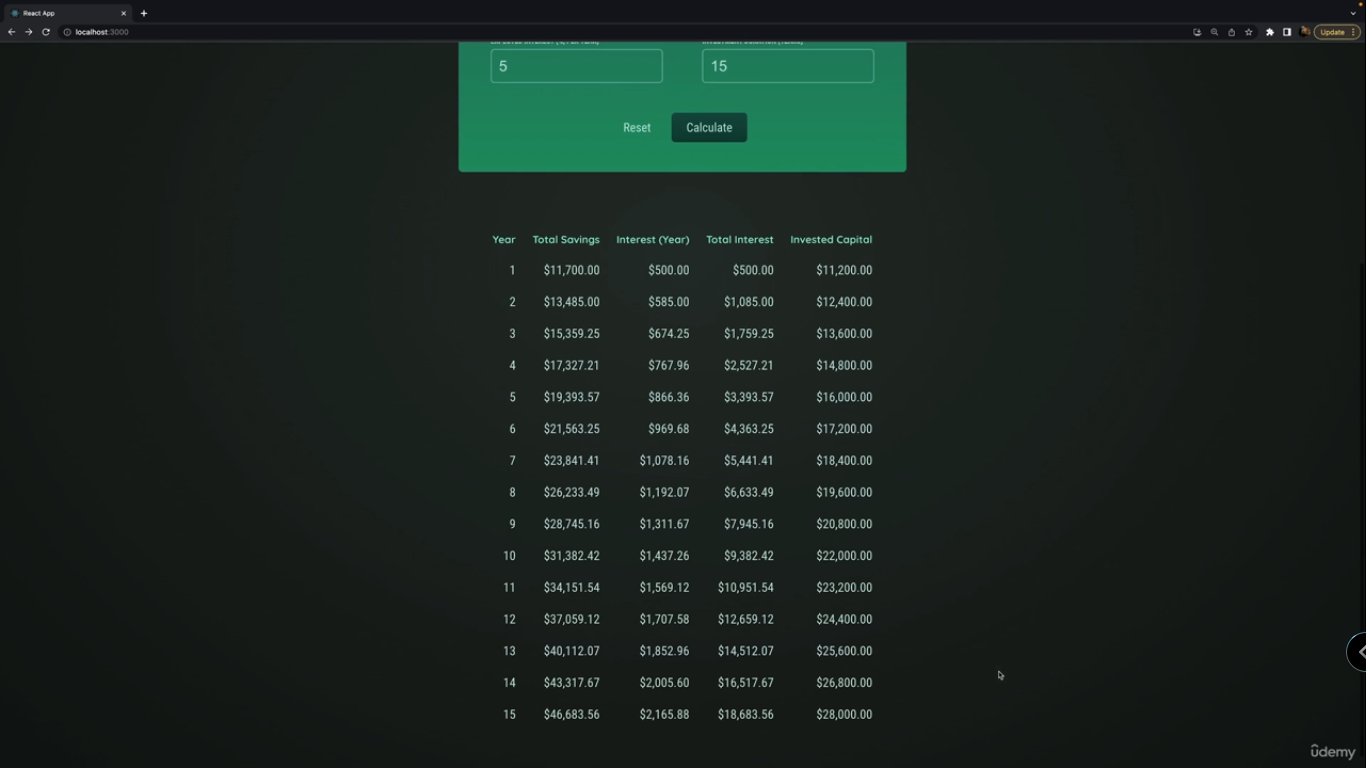 React App
localhost:3000
Update
5 15
Reset Calculate
Year Total Savings Interest (Year) Total Interest Invested Capital
1 $11,700.00 $500.00 $500.00 $11,200.00
2 $13,485.00 $585.00 $1,085.00 $12,400.00
3 $15,359.25 $674.25 $1,759.25 $13,600.00
4 $17,327.21 $767.96 $2,527.21 $14,800.00
5 $19,393.57 $866.36 $3,393.57 $16,000.00
6 $21,563.25 $969.68 $4,363.25 $17,200.00
7 $23,841.41 $1,078.16 $5,441.41 $18,400.00
8 $26,233.49 $1,192.07 $6,633.49 $19,600.00
9 $28,745.16 $1,311.67 $7,945.16 $20,800.00
10 $31,382.42 $1,437.26 $9,382.42 $22,000.00
11 $34,151.54 $1,569.12 $10,951.54 $23,200.00
12 $37,059.12 $1,707.58 $12,659.12 $24,400.00
13 $40,112.07 $1,852.96 $14,512.07 $25,600.00
14 $43,317.67 $2,005.60 $16,517.67 $26,800.00
15 $46,683.56 $2,165.88 $18,683.56 $28,000.00
ûdemy